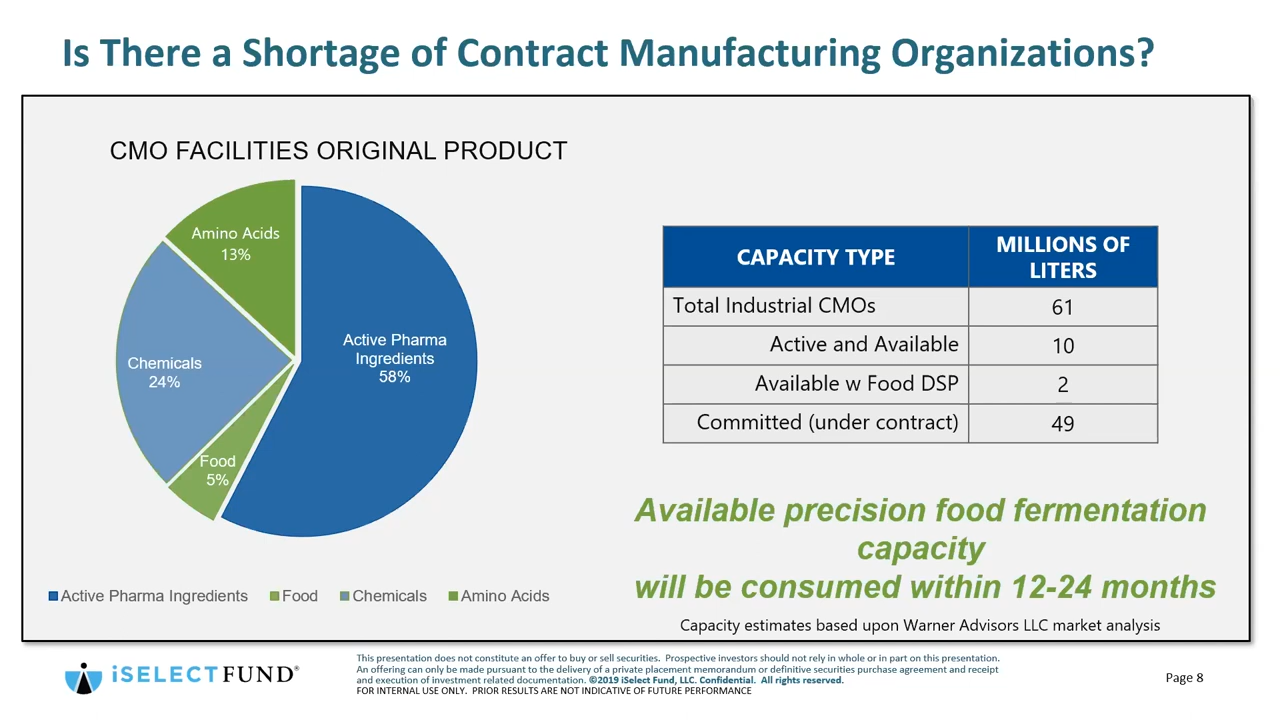 Is There a Shortage of Contract Manufacturing Organizations?
CMO FACILITIES ORIGINAL PRODUCT
Amino Acids
13%
Active Pharma
Ingredients
58%
Chemicals
24%
Food
5%
Active Pharma Ingredients Food Chemicals Amino Acids
CAPACITY TYPE MILLIONS OF
LITERS
Total Industrial CMOs 61
Active and Available 10
Available w Food DSP 2
Committed (under contract) 49
Available precision food fermentation
capacity
will be consumed within 12-24 months
Capacity estimates based upon Warner Advisors LLC market analysis
iSELECTFUND®
This presentation does not constitute an offer to buy or sell securities. Prospective investors should not rely in whole or in part on this presentation.
An offering can only be made pursuant to the delivery of a private placement memorandum or definitive securities purchase agreement and receipt
and execution of investment related documentation. ©2019 iSelect Fund, LLC. Confidential. All rights reserved.
FOR INTERNAL USE ONLY. PRIOR RESULTS ARE NOT INDICATIVE OF FUTURE PERFORMANCE
Page 8